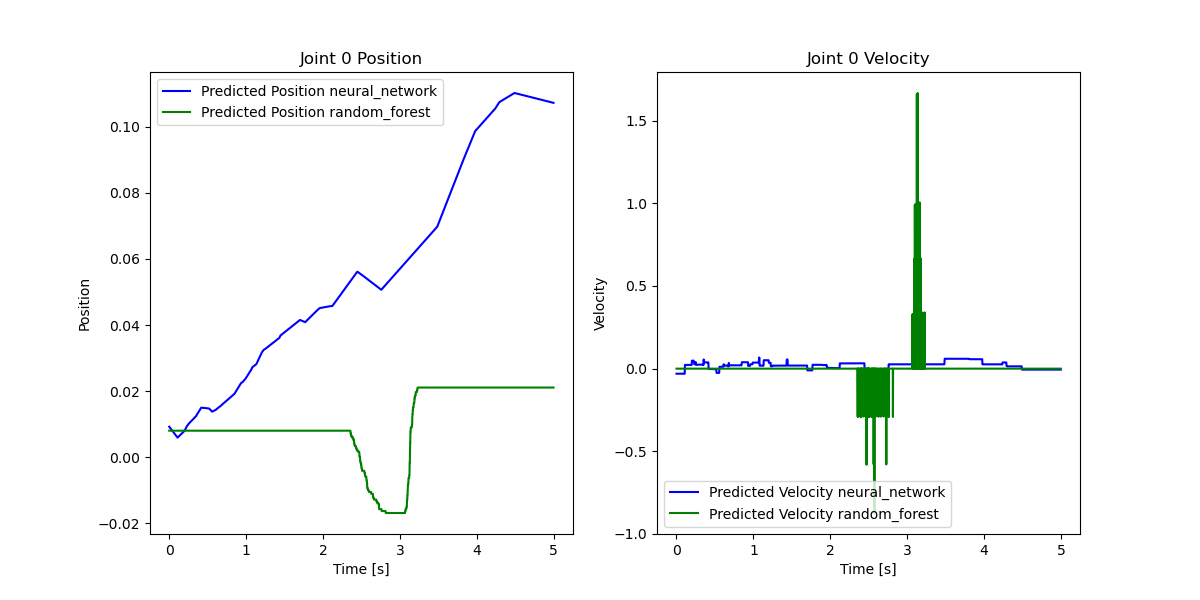 Joint 0 Position
Predicted Position neural_network
Predicted Position random_forest
0.10
0.08
0.06
0.04
0.02
0.00
−0.02
Position
0
1
2
3
4
5
Time [s]
Joint 0 Velocity
1.5
1.0
0.5
0.0
−0.5
−1.0
Velocity
Predicted Velocity neural_network
Predicted Velocity random_forest
0
1
2
3
4
5
Time [s]